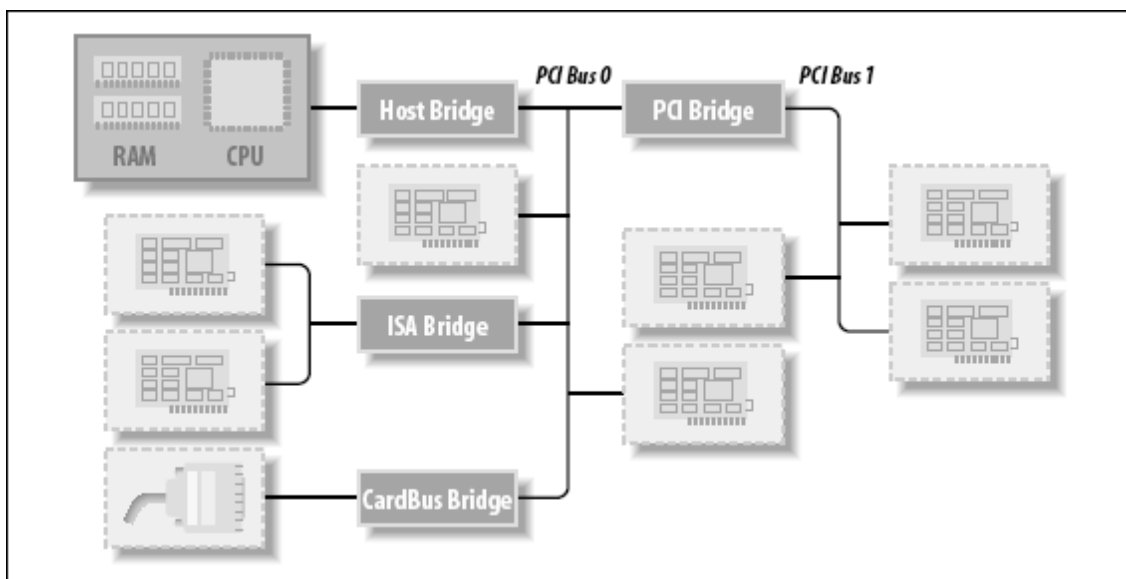 PCI Bus 0
PCI Bus 1
Host Bridge
PCI Bridge
RAM
CPU
ISA Bridge
CardBus Bridge